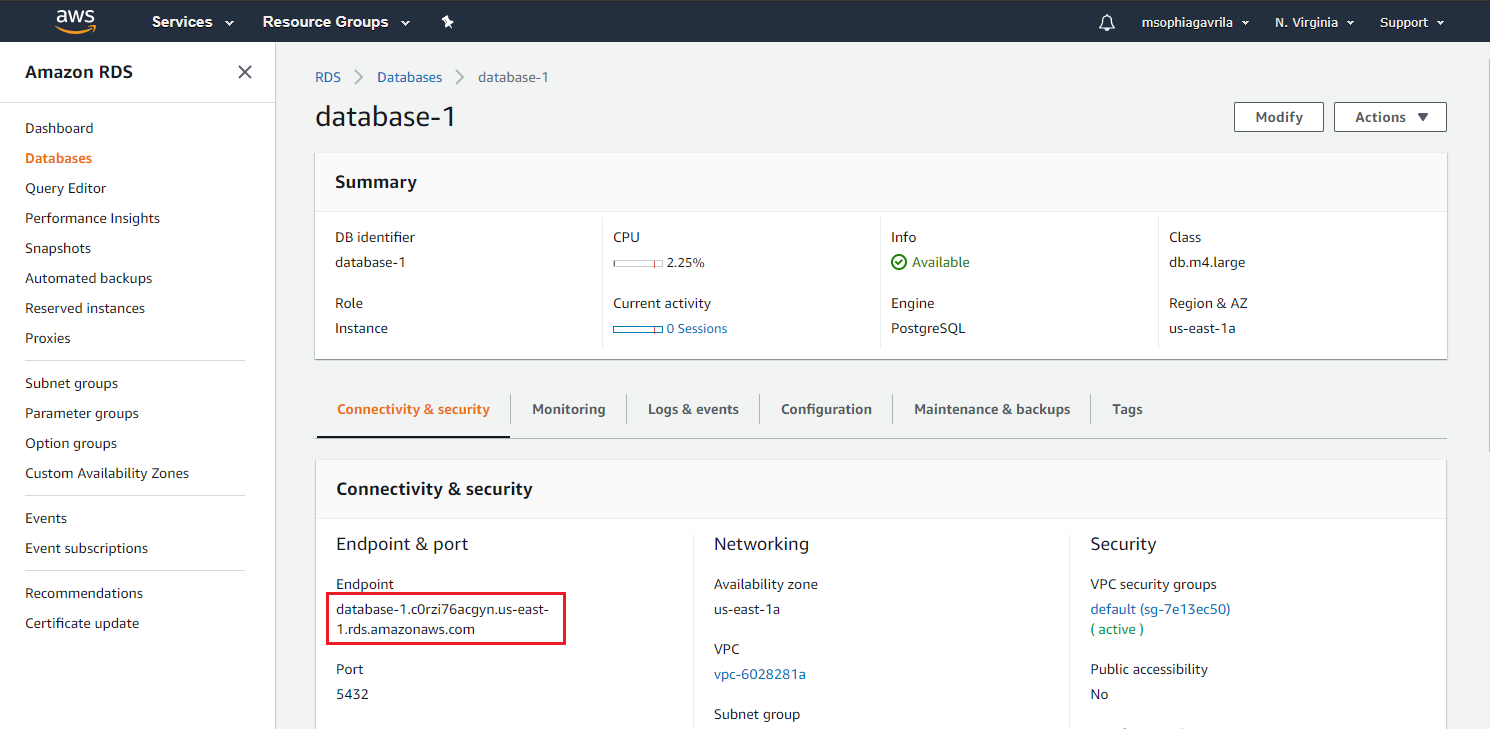 aws
Services
Resource Groups
msophiagavrila
N. Virginia
Support
Amazon RDS
Dashboard
Databases
Query Editor
Performance Insights
Snapshots
Automated backups
Reserved instances
Proxies
Subnet groups
Parameter groups
Option groups
Custom Availability Zones
Events
Event subscriptions
Recommendations
Certificate update
RDS
Databases
database-1
database-1
Modify
Actions
Summary
DB identifier
database-1
CPU
2.25%
Info
Available
Class
db.m4.large
Role
Instance
Current activity
0 Sessions
Engine
PostgreSQL
Region & AZ
us-east-1a
Connectivity & security
Monitoring
Logs & events
Configuration
Maintenance & backups
Tags
Connectivity & security
Endpoint & port
Endpoint
database-1.c0rzi76acgyn.us-east-
1.rds.amazonaws.com
Port
5432
Networking
Availability zone
us-east-1a
VPC
vpc-6028281a
Subnet group
Security
VPC security groups
default (sg-7e13ec50)
( active )
Public accessibility
No